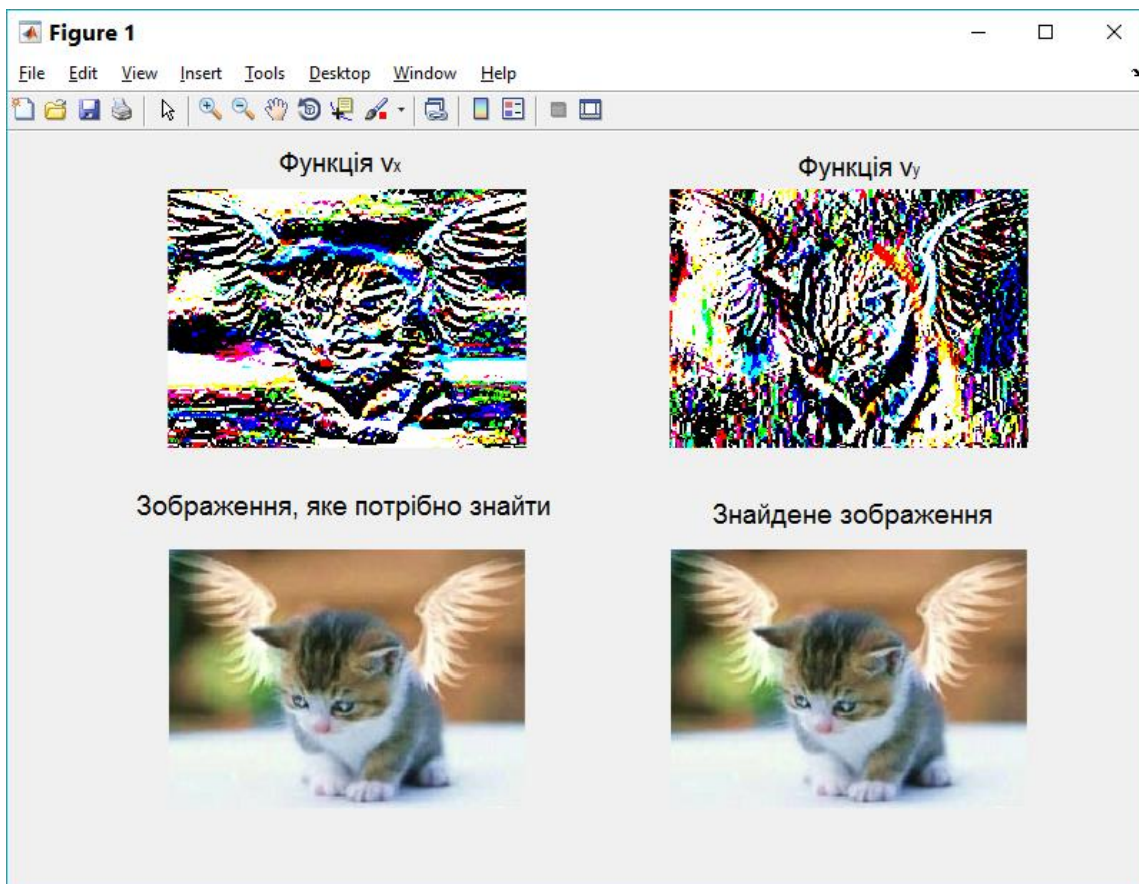 Figure 1
File Edit View Insert Tools Desktop Window Help
Функція vx
Функція vy
Зображення, яке потрібно знайти
Знайдене зображення